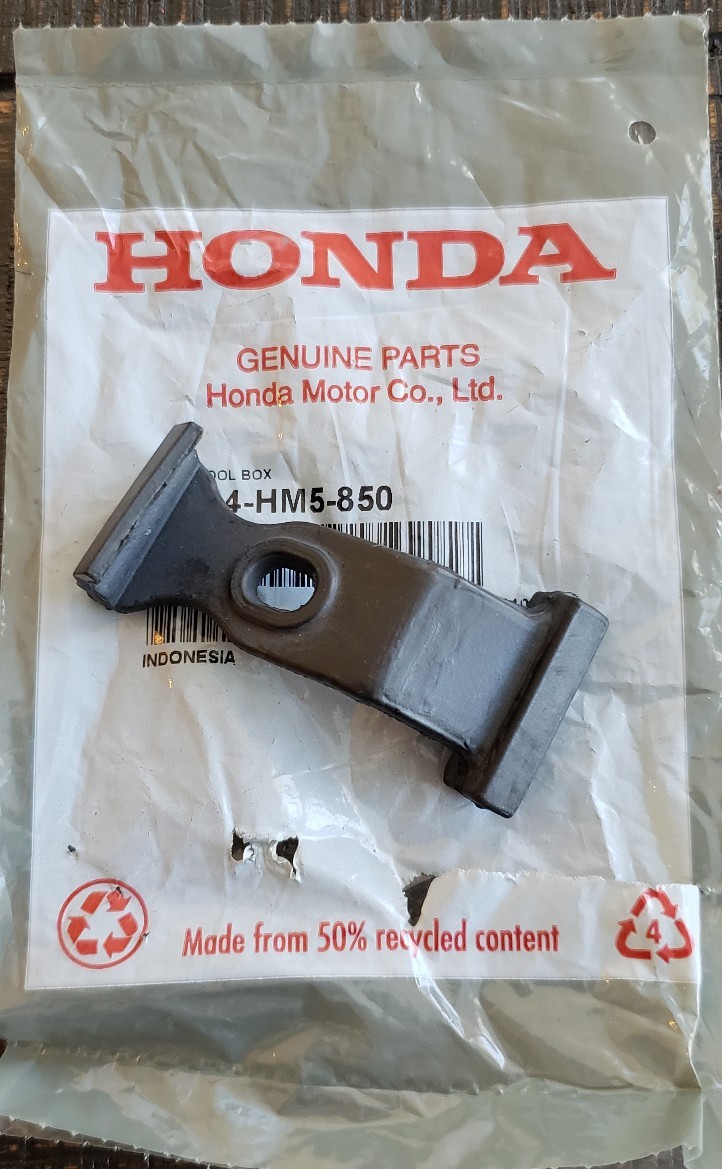 HONDA
GENUINE PARTS
Honda Motor Co., Ltd.
OOL BOX
4-HM5-850
INDONESIA
Made from 50% recycled content
4